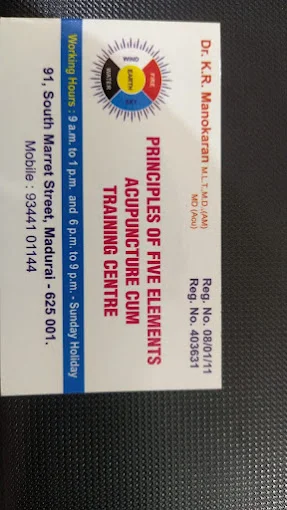 Dr. K.R. Manokaran M.L.T.,M.D.,(AM)
MD (Acu)
Reg. No. 08/01/11
Reg. No. 403631
WIND
FIRE
EARTH
WATER
SKY
PRINCIPLES OF FIVE ELEMENTS
ACUPUNCTURE CUM
TRAINING CENTRE
Working Hours : 9 a.m. to 1 p.m. and 6 p.m. to 9 p.m. - Sunday Holiday
91, South Marret Street, Madurai - 625 001.
Mobile : 93441 01144